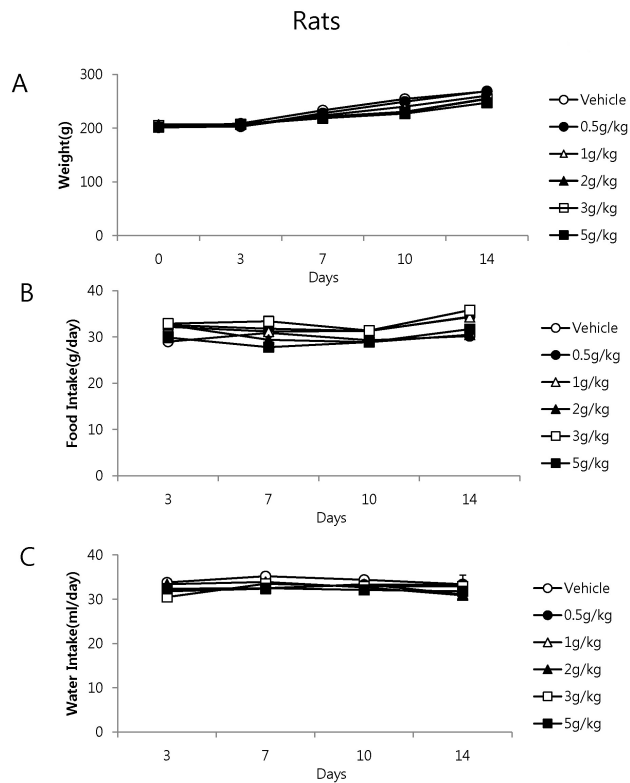 Rats
A
300
200
100
0
Weight(g)
0 3 7 10 14
Days
Vehicle
0.5g/kg
1g/kg
2g/kg
3g/kg
5g/kg
B
40
30
20
10
0
Food Intake(g/day)
3 7 10 14
Days
Vehicle
0.5g/kg
1g/kg
2g/kg
3g/kg
5g/kg
C
40
30
20
10
0
Water Intake(ml/day)
3 7 10 14
Days
Vehicle
0.5g/kg
1g/kg
2g/kg
3g/kg
5g/kg